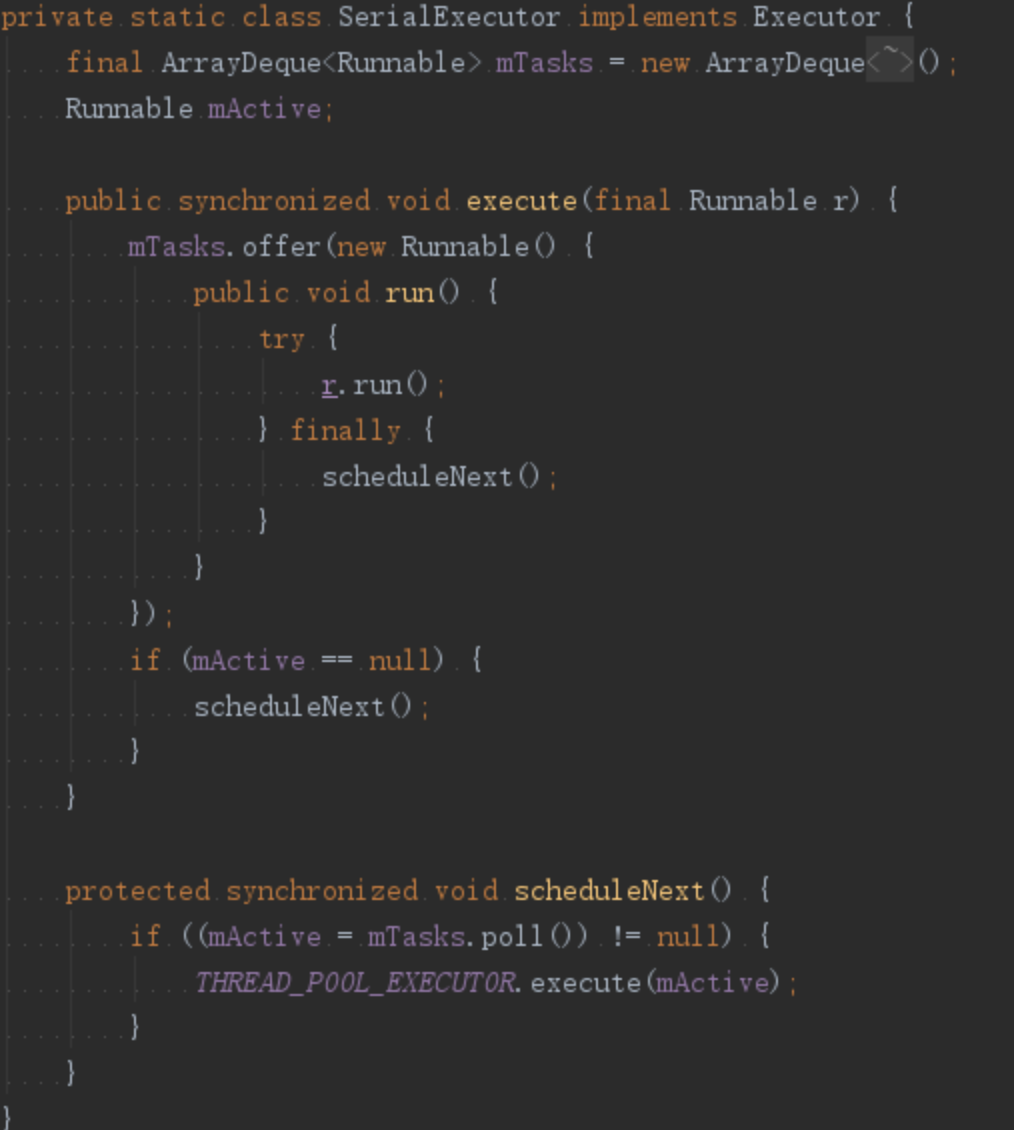 private static class SerialExecutor implements Executor {
    final ArrayDeque<Runnable> mTasks = new ArrayDeque<~>();
    Runnable mActive;

    public synchronized void execute(final Runnable r) {
        mTasks.offer(new Runnable() {
            public void run() {
                try {
                    r.run();
                } finally {
                    scheduleNext();
                }
            }
        });
        if (mActive == null) {
            scheduleNext();
        }
    }

    protected synchronized void scheduleNext() {
        if ((mActive = mTasks.poll()) != null) {
            THREAD_POOL_EXECUTOR.execute(mActive);
        }
    }
}